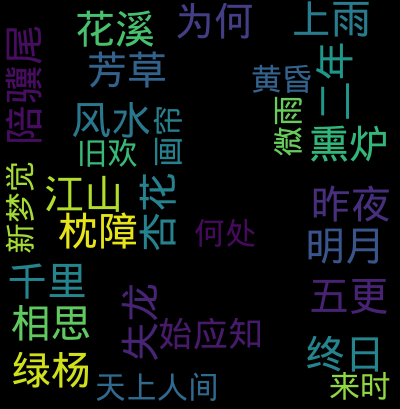 花溪
为何
上雨
陪骥尾
芳草
黄昏
二年
风水
画帘
微雨
熏炉
旧欢
新梦觉
江山
杏花
枕障
昨夜
何处
明月
千里
五更
相思
失龙
始应知
终日
绿杨
天上人间
来时